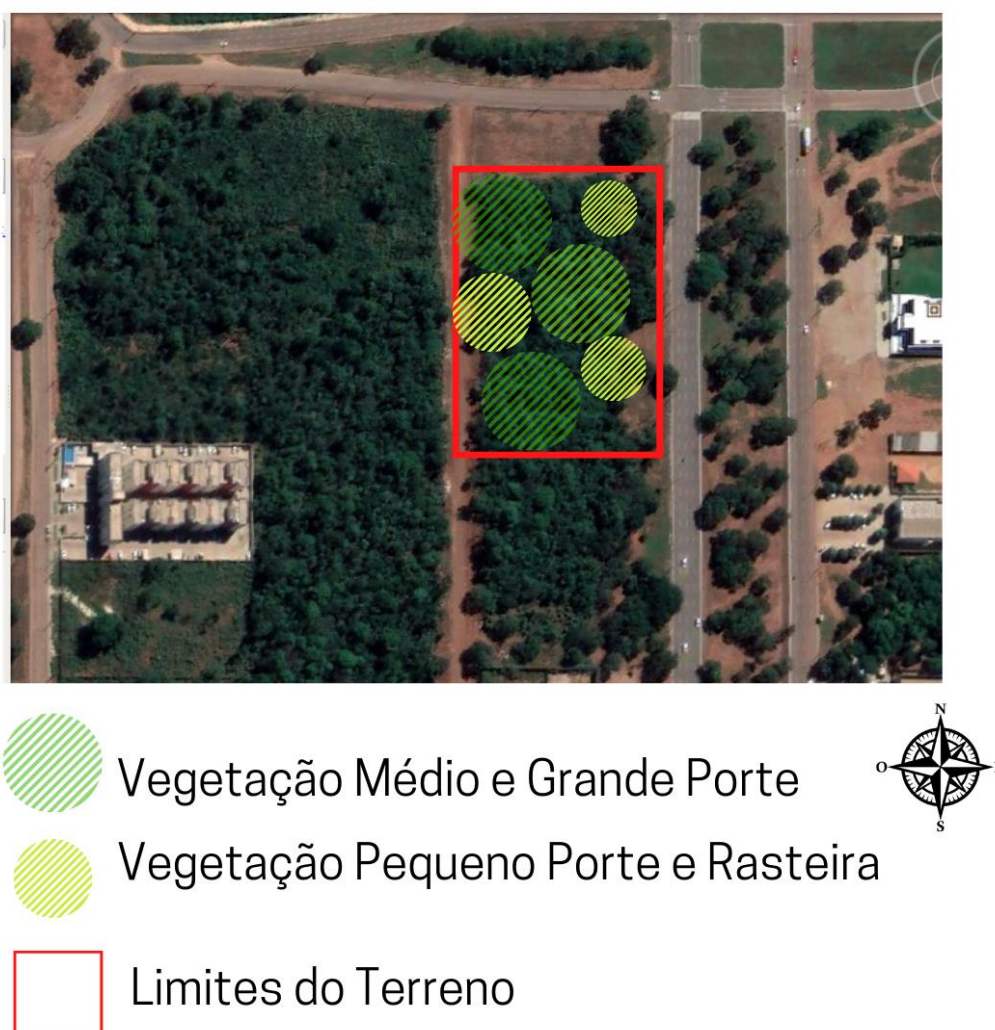 N
O
S
Vegetação Médio e Grande Porte
Vegetação Pequeno Porte e Rasteira
Limites do Terreno